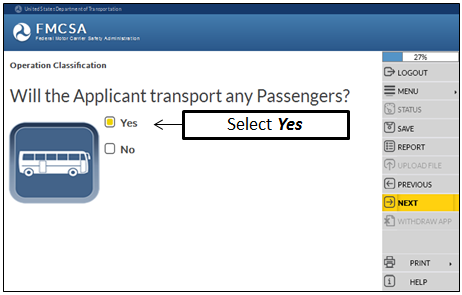 United States Department of Transportation
FMCSA
Federal Motor Carrier Safety Administration
Operation Classification
Will the Applicant transport any Passengers?
Yes
Select Yes
No
27%
LOGOUT
MENU
STATUS
SAVE
REPORT
UPLOAD FILE
PREVIOUS
NEXT
WITHDRAW APP
PRINT
HELP